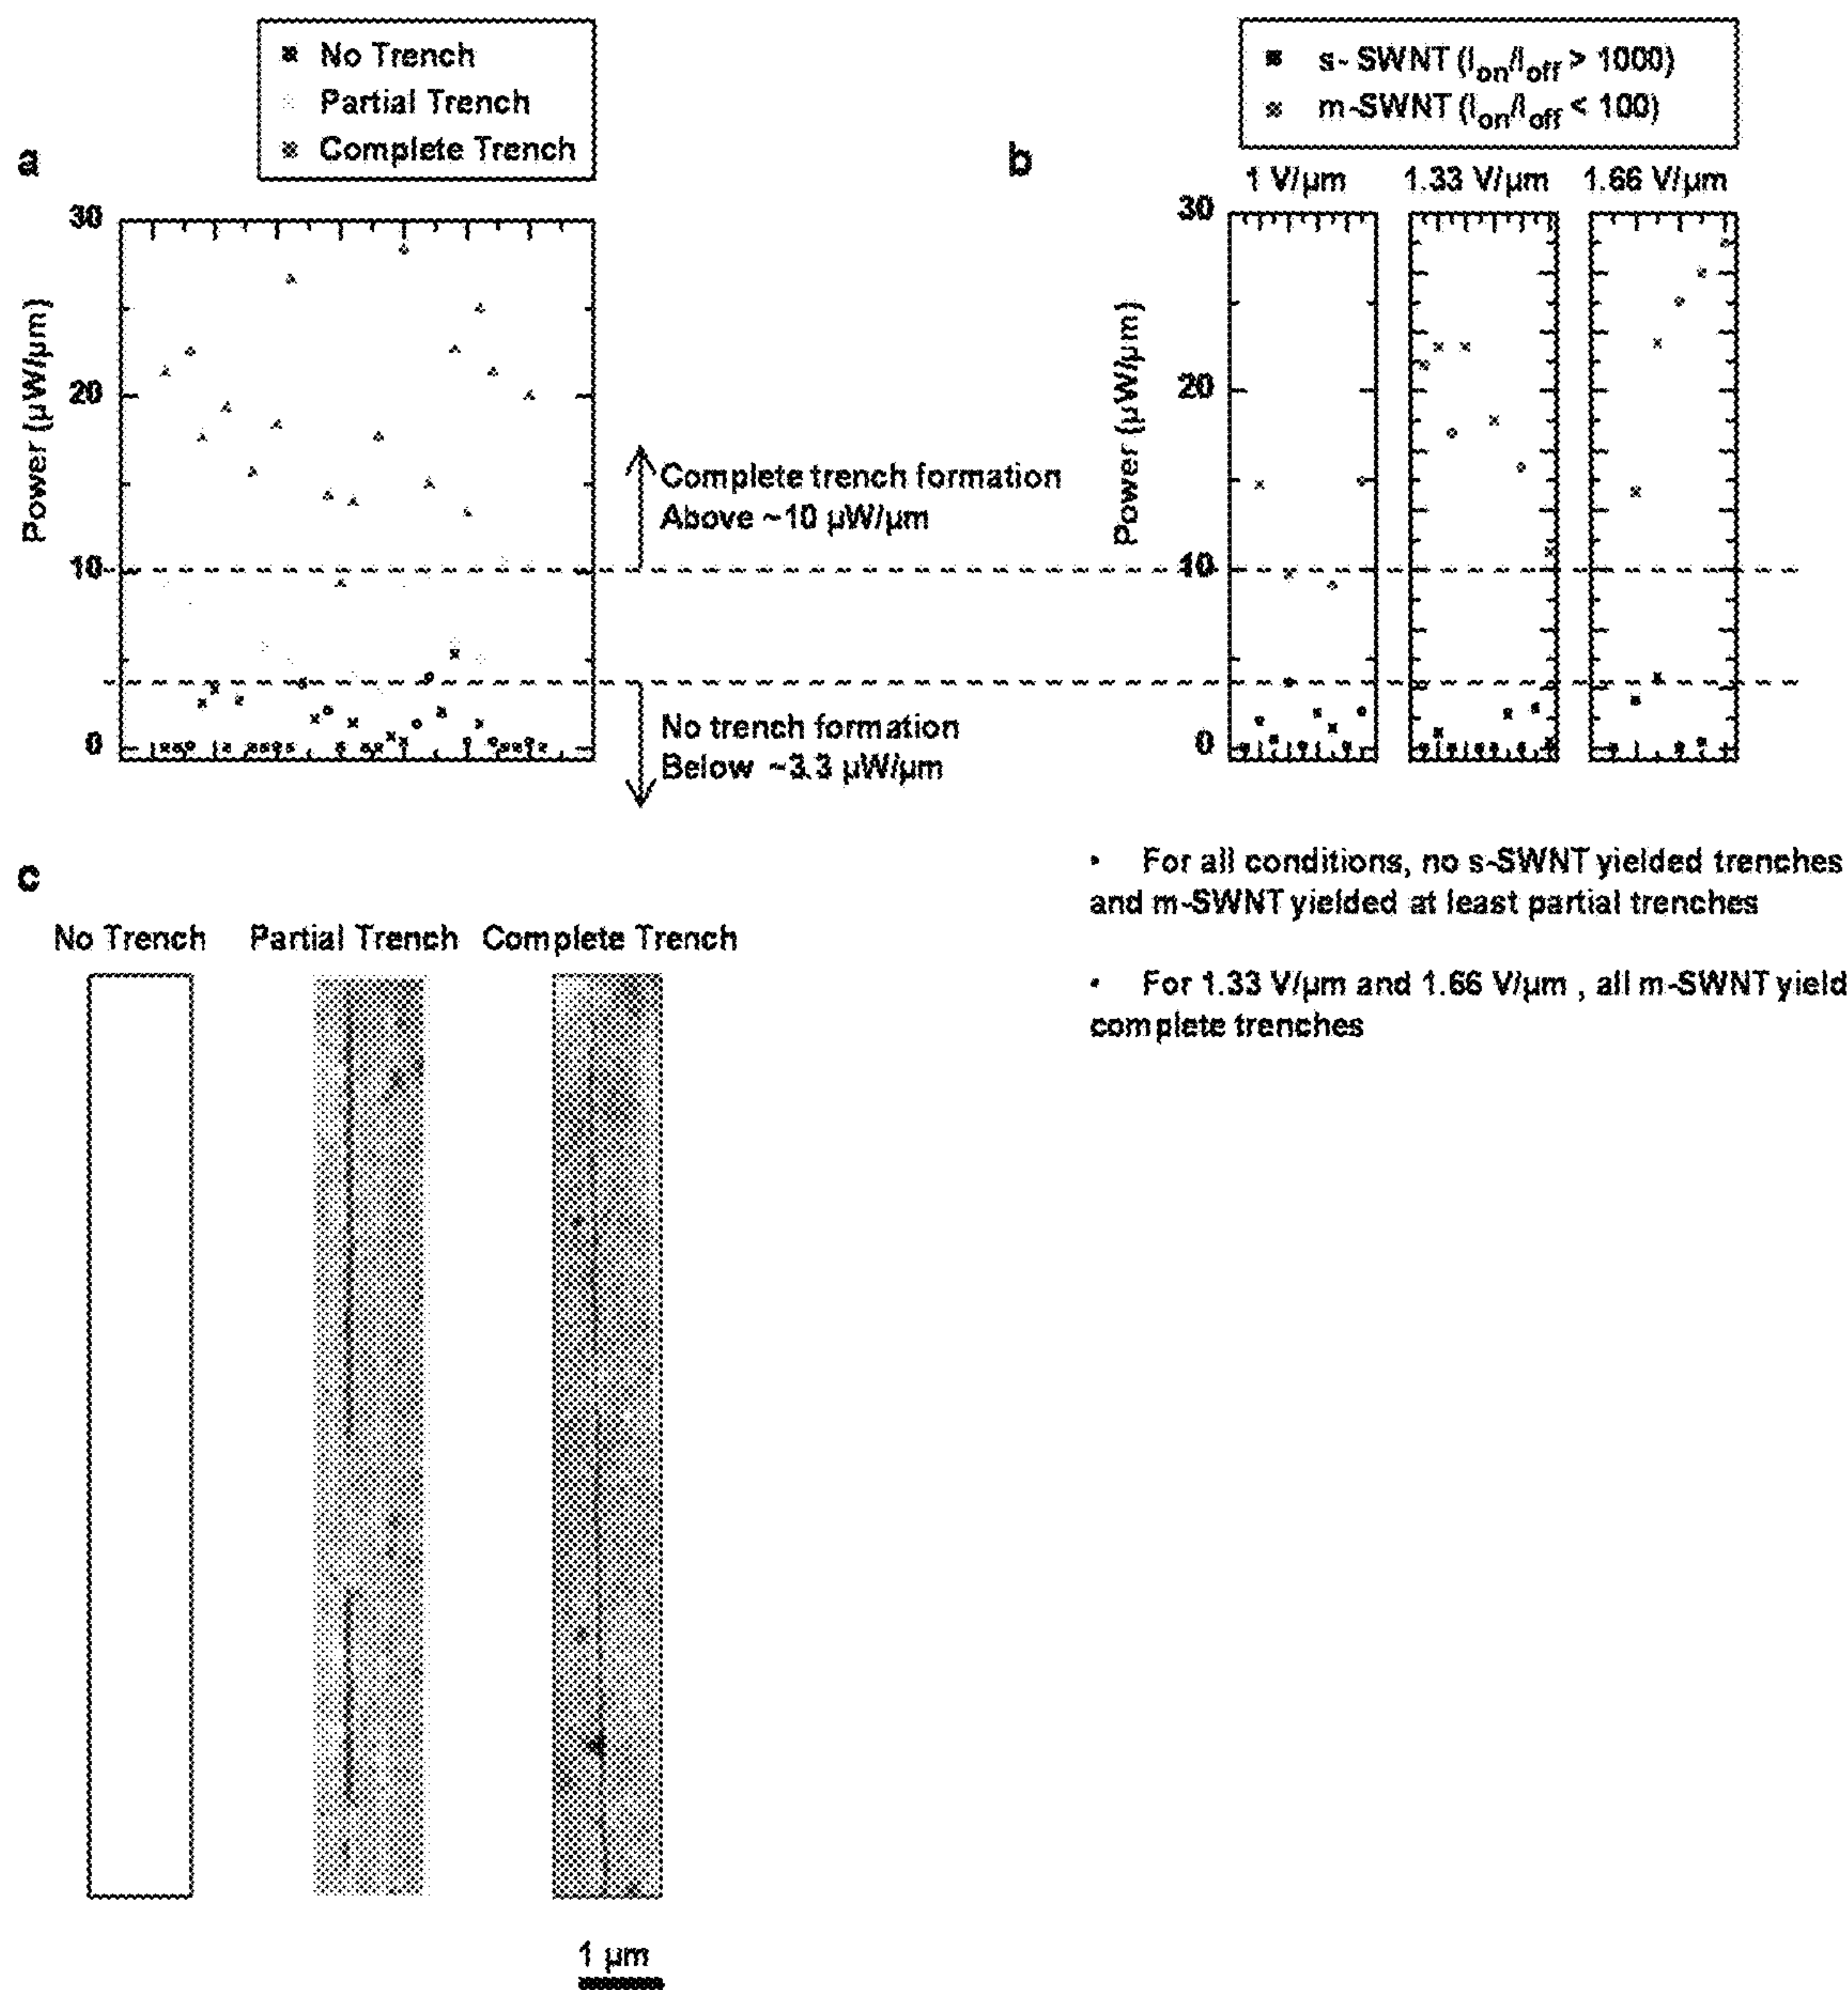 No Trench
Partial Trench
Complete Trench
a
30
20
10
0
Power (µW/µm)
Complete trench formation
Above ~10 µW/µm
No trench formation
Below ~3.3 µW/µm
b
s- SWNT (Ion/Ioff > 1000)
m-SWNT (Ion/Ioff < 100)
1 V/µm 1.33 V/µm 1.66 V/µm
30
20
10
0
Power (µW/µm)
• For all conditions, no s-SWNT yielded trenches
and m-SWNT yielded at least partial trenches
• For 1.33 V/µm and 1.66 V/µm , all m-SWNT yield
complete trenches
c
No Trench Partial Trench Complete Trench
1 µm